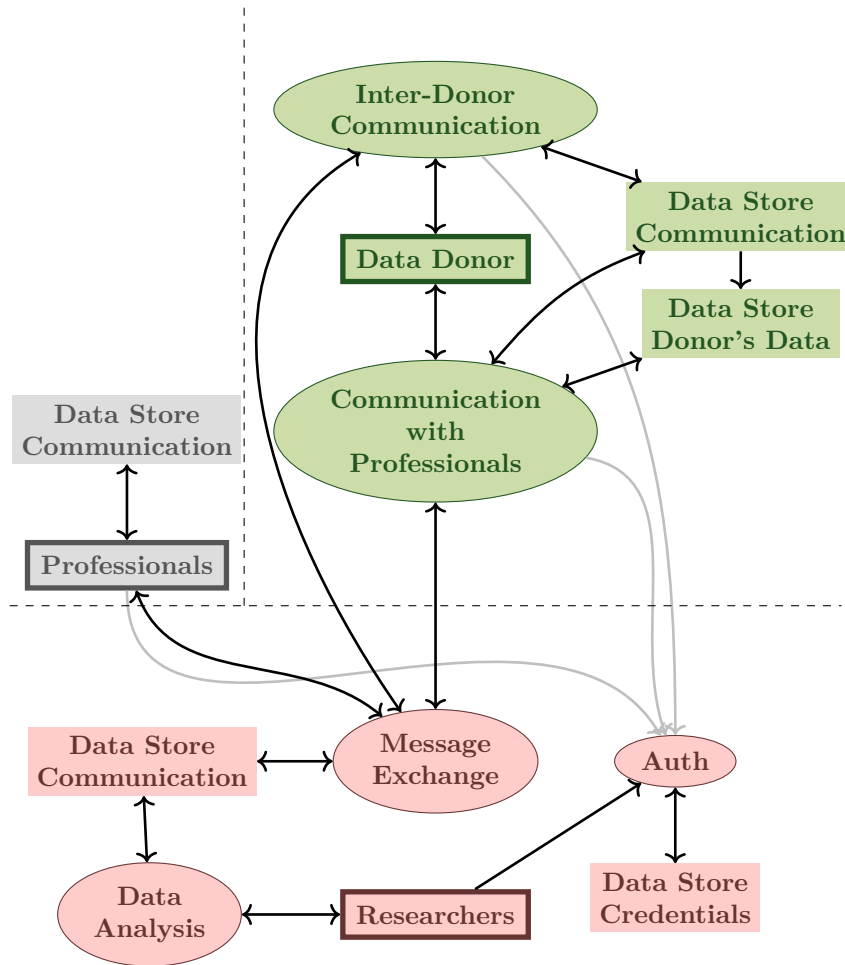 Inter-Donor
Communication
Data Store
Communication
Data Donor
Data Store
Donor's Data
Communication
with
Professionals
Data Store
Communication
Professionals
Message
Exchange
Data Store
Communication
Auth
Data
Analysis
Researchers
Data Store
Credentials